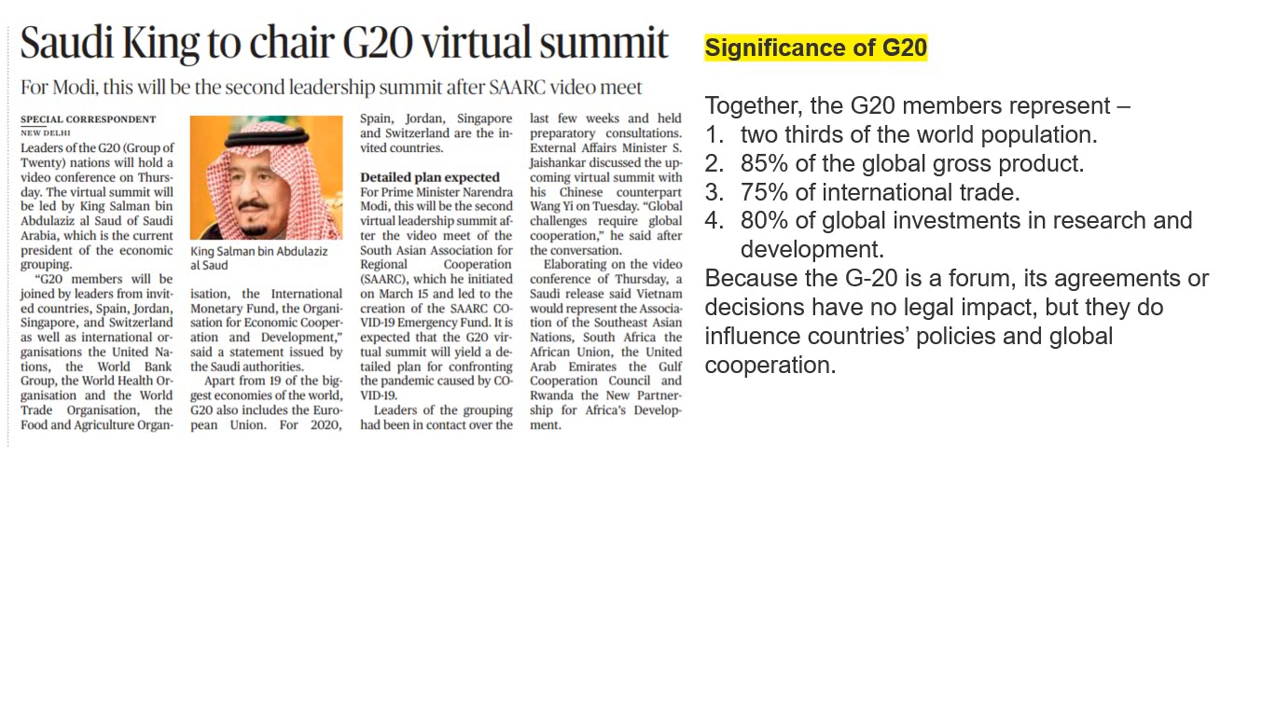 Saudi King to chair G20 virtual summit
For Modi, this will be the second leadership summit after SAARC video meet
SPECIAL CORRESPONDENT
NEW DELHI
Leaders of the G20 (Group of
Twenty) nations will hold a
video conference on Thurs-
day. The virtual summit will
be led by King Salman bin
Abdulaziz al Saud of Saudi
Arabia, which is the current
president of the economic
grouping.
“G20 members will be
joined by leaders from invit-
ed countries, Spain, Jordan,
Singapore, and Switzerland
as well as international or-
ganisations the United Na-
tions, the World Bank
Group, the World Health Or-
ganisation and the World
Trade Organisation, the
Food and Agriculture Organ-
King Salman bin Abdulaziz
al Saud
isation, the International
Monetary Fund, the Organi-
sation for Economic Cooper-
ation and Development,”
said a statement issued by
the Saudi authorities.
Apart from 19 of the big-
gest economies of the world,
G20 also includes the Euro-
pean Union. For 2020,
Spain, Jordan, Singapore
and Switzerland are the in-
vited countries.
Detailed plan expected
For Prime Minister Narendra
Modi, this will be the second
virtual leadership summit af-
ter the video meet of the
South Asian Association for
Regional Cooperation
(SAARC), which he initiated
on March 15 and led to the
creation of the SAARC CO-
VID-19 Emergency Fund. It is
expected that the G20 vir-
tual summit will yield a de-
tailed plan for confronting
the pandemic caused by CO-
VID-19.
Leaders of the grouping
had been in contact over the
last few weeks and held
preparatory consultations.
External Affairs Minister S.
Jaishankar discussed the up-
coming virtual summit with
his Chinese counterpart
Wang Yi on Tuesday. “Global
challenges require global
cooperation,” he said after
the conversation.
Elaborating on the video
conference of Thursday, a
Saudi release said Vietnam
would represent the Associa-
tion of the Southeast Asian
Nations, South Africa the
African Union, the United
Arab Emirates the Gulf
Cooperation Council and
Rwanda the New Partner-
ship for Africa’s Develop-
ment.
Significance of G20
Together, the G20 members represent –
1. two thirds of the world population.
2. 85% of the global gross product.
3. 75% of international trade.
4. 80% of global investments in research and
development.
Because the G-20 is a forum, its agreements or
decisions have no legal impact, but they do
influence countries’ policies and global
cooperation.